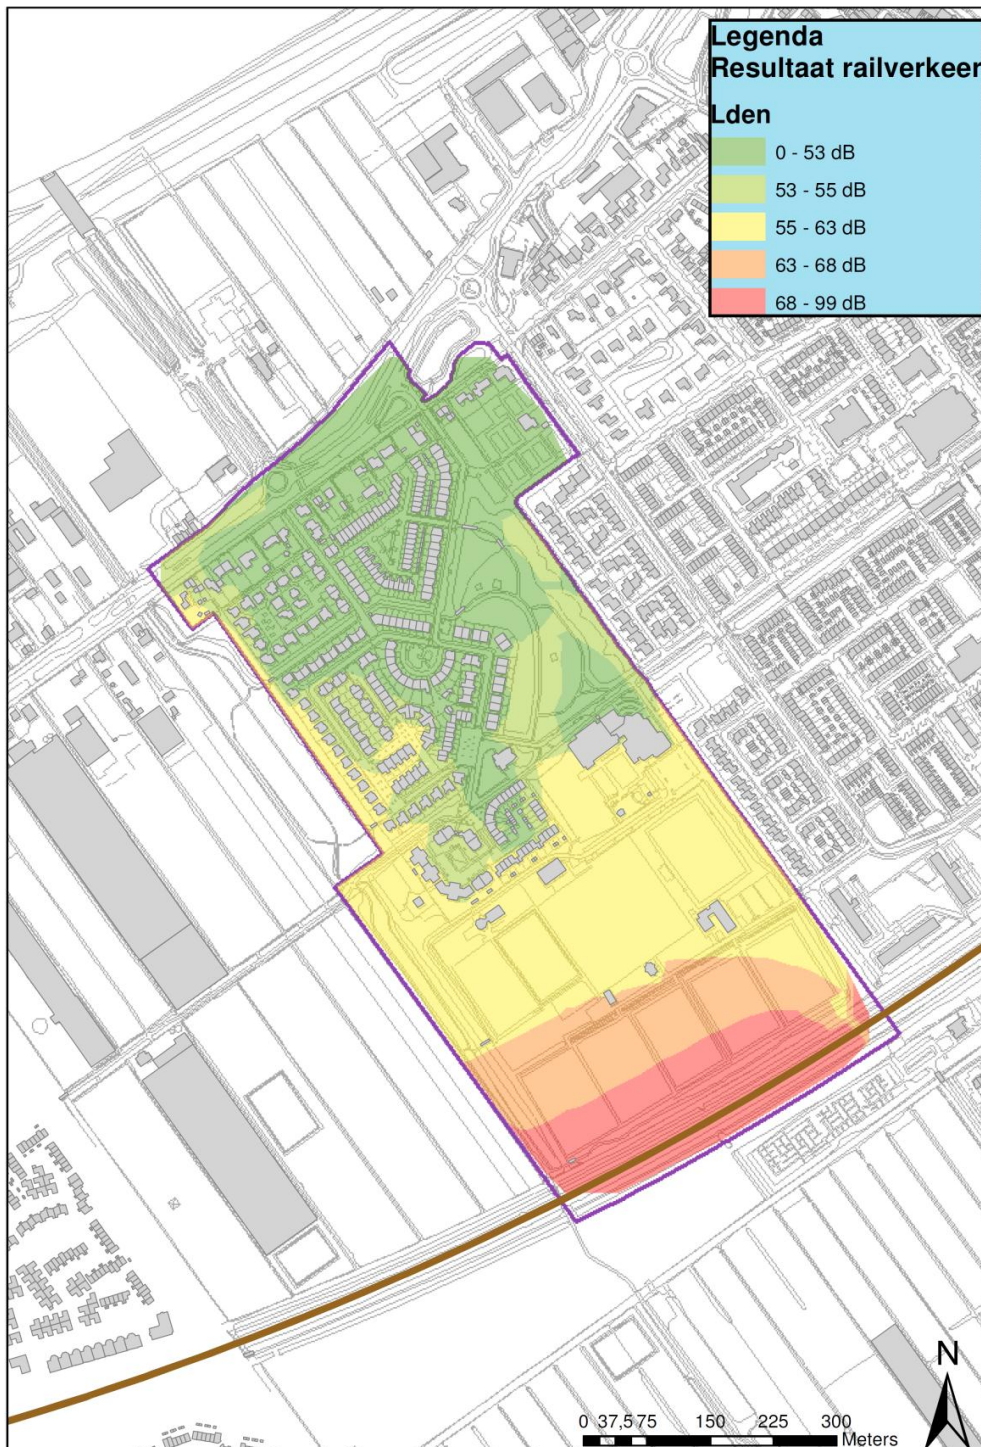 Legenda
Resultaat railverkeer
Lden
0 - 53 dB
53 - 55 dB
55 - 63 dB
63 - 68 dB
68 - 99 dB
N
0 37,5 75 150 225 300
Meters